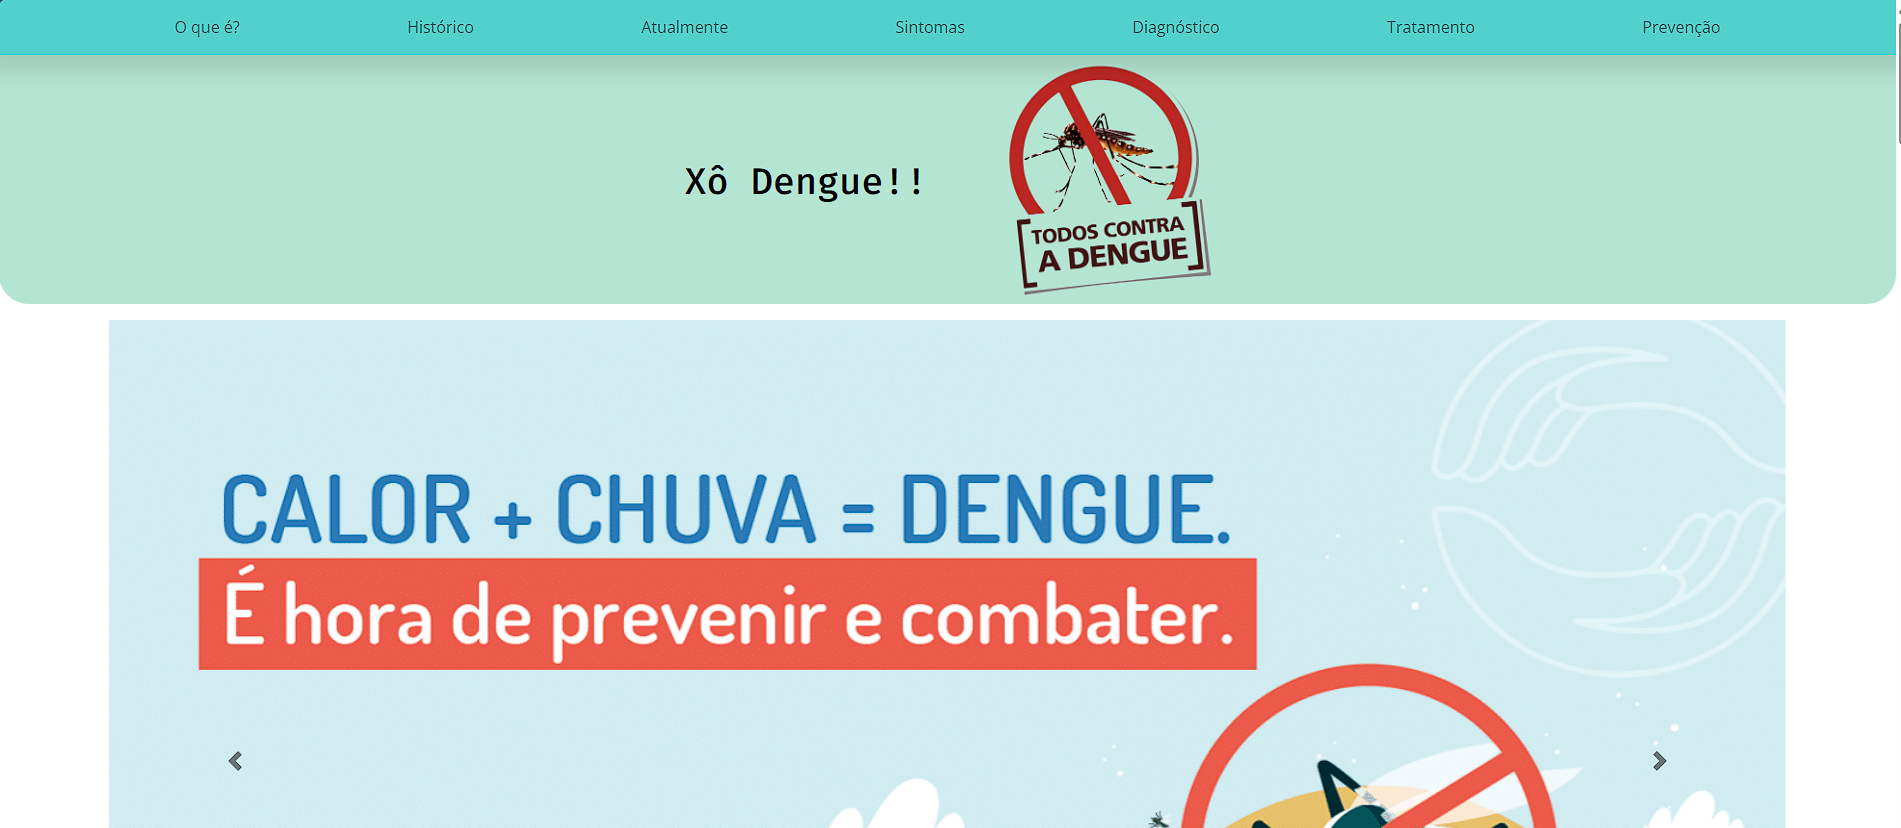 O que é? Histórico Atualmente Sintomas Diagnóstico Tratamento Prevenção
Xô Dengue!!
TODOS CONTRA
A DENGUE
CALOR + CHUVA = DENGUE.
É hora de prevenir e combater.